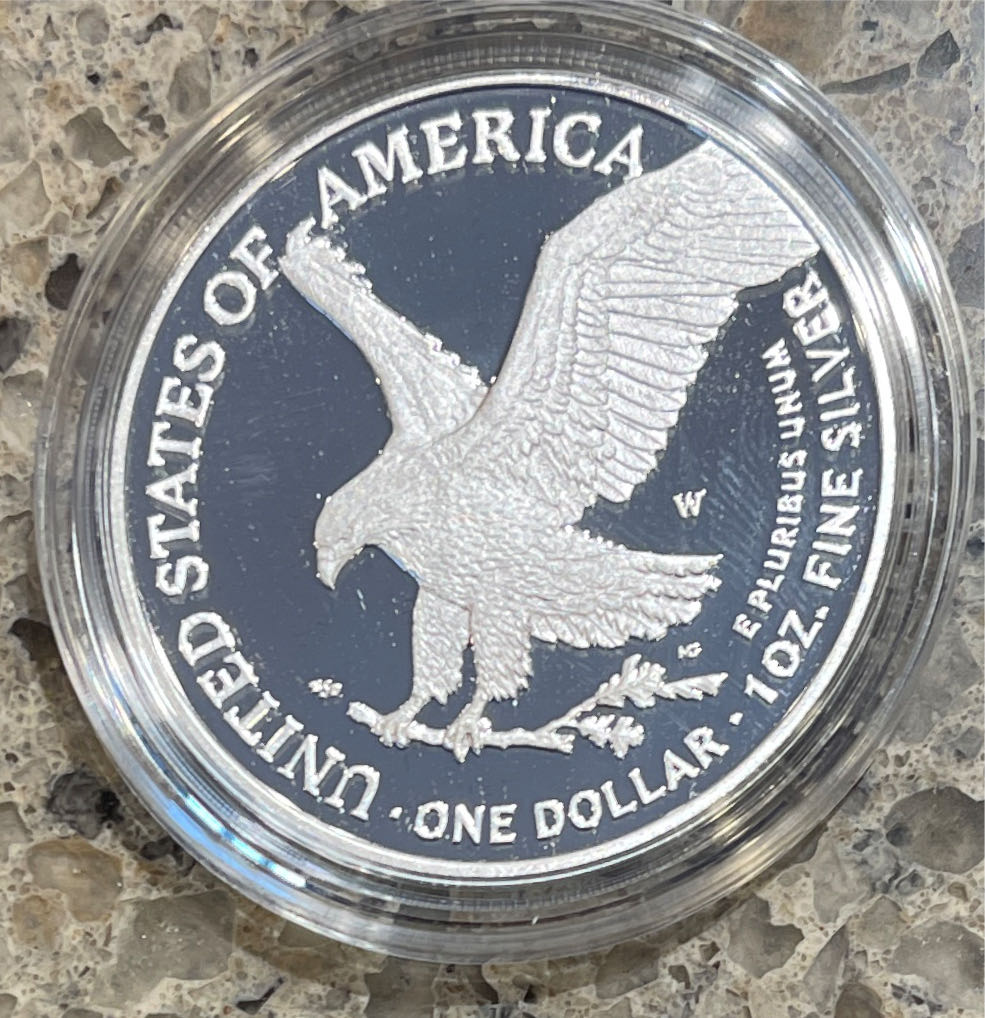 UNITED STATES OF AMERICA
W
E PLURIBUS UNUM
1 OZ. FINE SILVER
ONE DOLLAR